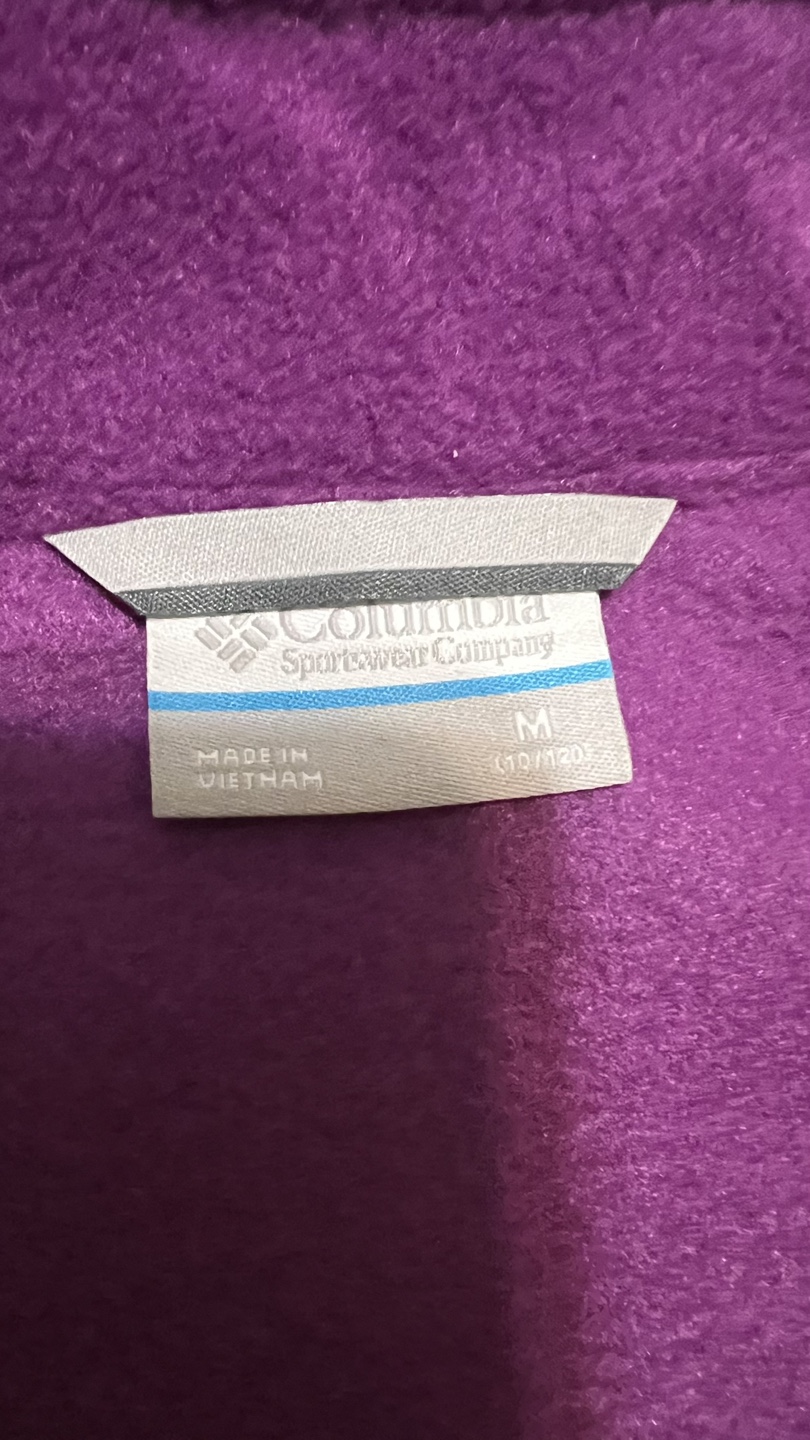 Columbia
Sportswear Company
M
(10/12)
MADE IN
VIETNAM